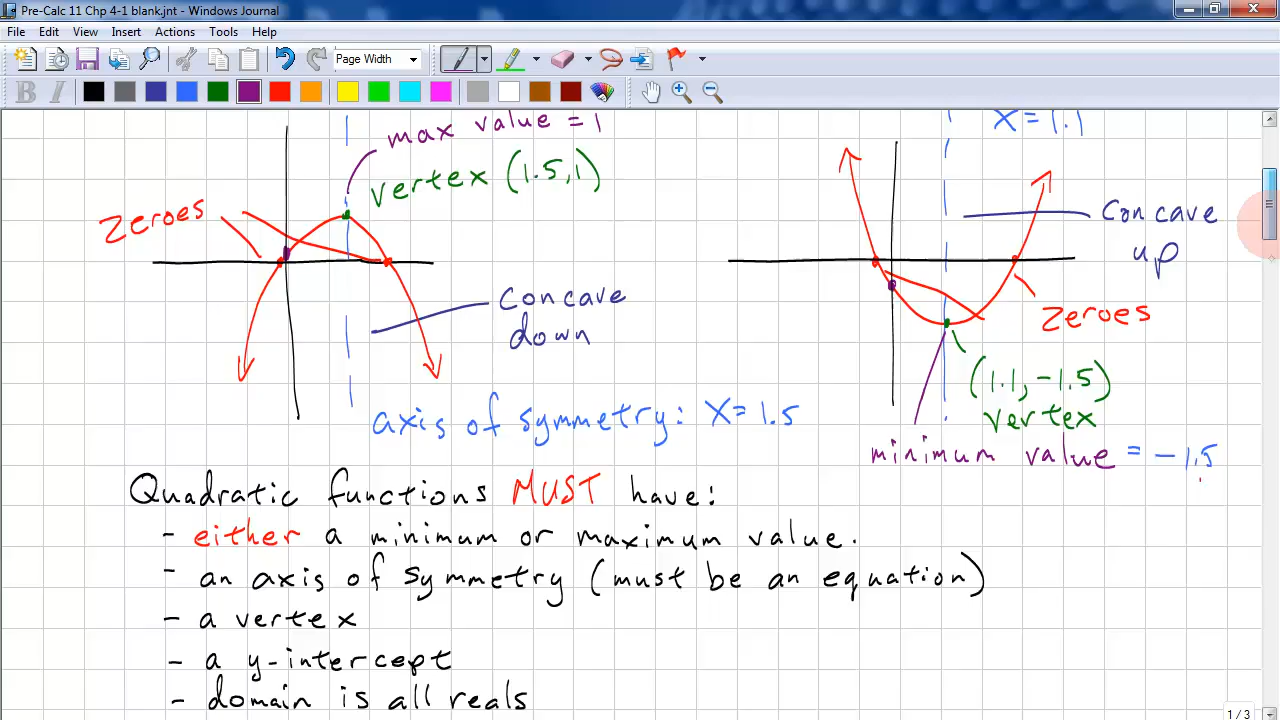 Pre-Calc 11 Chp 4-1 blank.jnt - Windows Journal
File Edit View Insert Actions Tools Help
Page Width
B I
max value = 1
X = 1.1
vertex (1.5,1)
zeroes
concave
up
concave
down
zeroes
(1.1, -1.5)
vertex
axis of symmetry: X = 1.5
minimum value = -1.5
Quadratic functions MUST have:
- either a minimum or maximum value.
- an axis of symmetry (must be an equation)
- a vertex
- a y-intercept
- domain is all reals
1 / 3